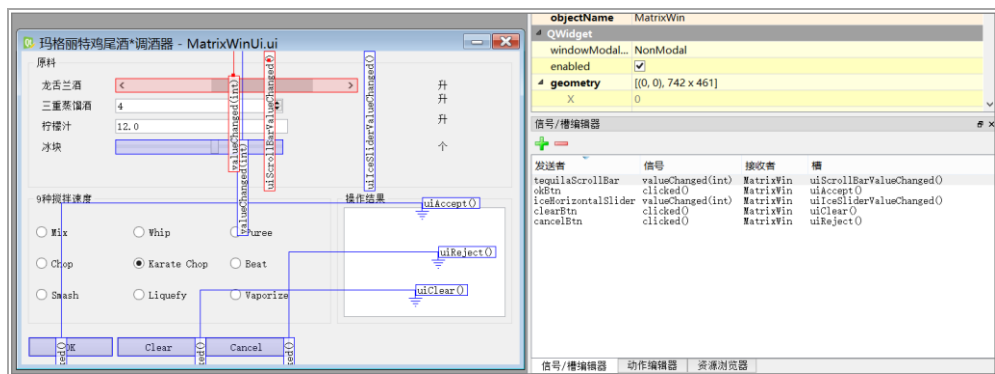 玛格丽特鸡尾酒*调酒器 - MatrixWinUi.ui
原料
龙舌兰酒
升
三重蒸馏酒
4
升
柠檬汁
12.0
升
冰块
个
valueChanged(int)
uiScrollBarValueChanged()
valueChanged(int)
uiIceSliderValueChanged()
9种搅拌速度
操作结果
uiAccept()
Mix
Whip
Puree
uiReject()
Chop
Karate Chop
Beat
uiClear()
Smash
Liquefy
Vaporize
OK
Clear
Cancel
objectName MatrixWin
QWidget
windowModal... NonModal
enabled
geometry [(0, 0), 742 x 461]
X 0
信号/槽编辑器
发送者 信号 接收者 槽
tequilaScrollBar valueChanged(int) MatrixWin uiScrollBarValueChanged()
okBtn clicked() MatrixWin uiAccept()
iceHorizontalSlider valueChanged(int) MatrixWin uiIceSliderValueChanged()
clearBtn clicked() MatrixWin uiClear()
cancelBtn clicked() MatrixWin uiReject()
信号/槽编辑器 动作编辑器 资源浏览器